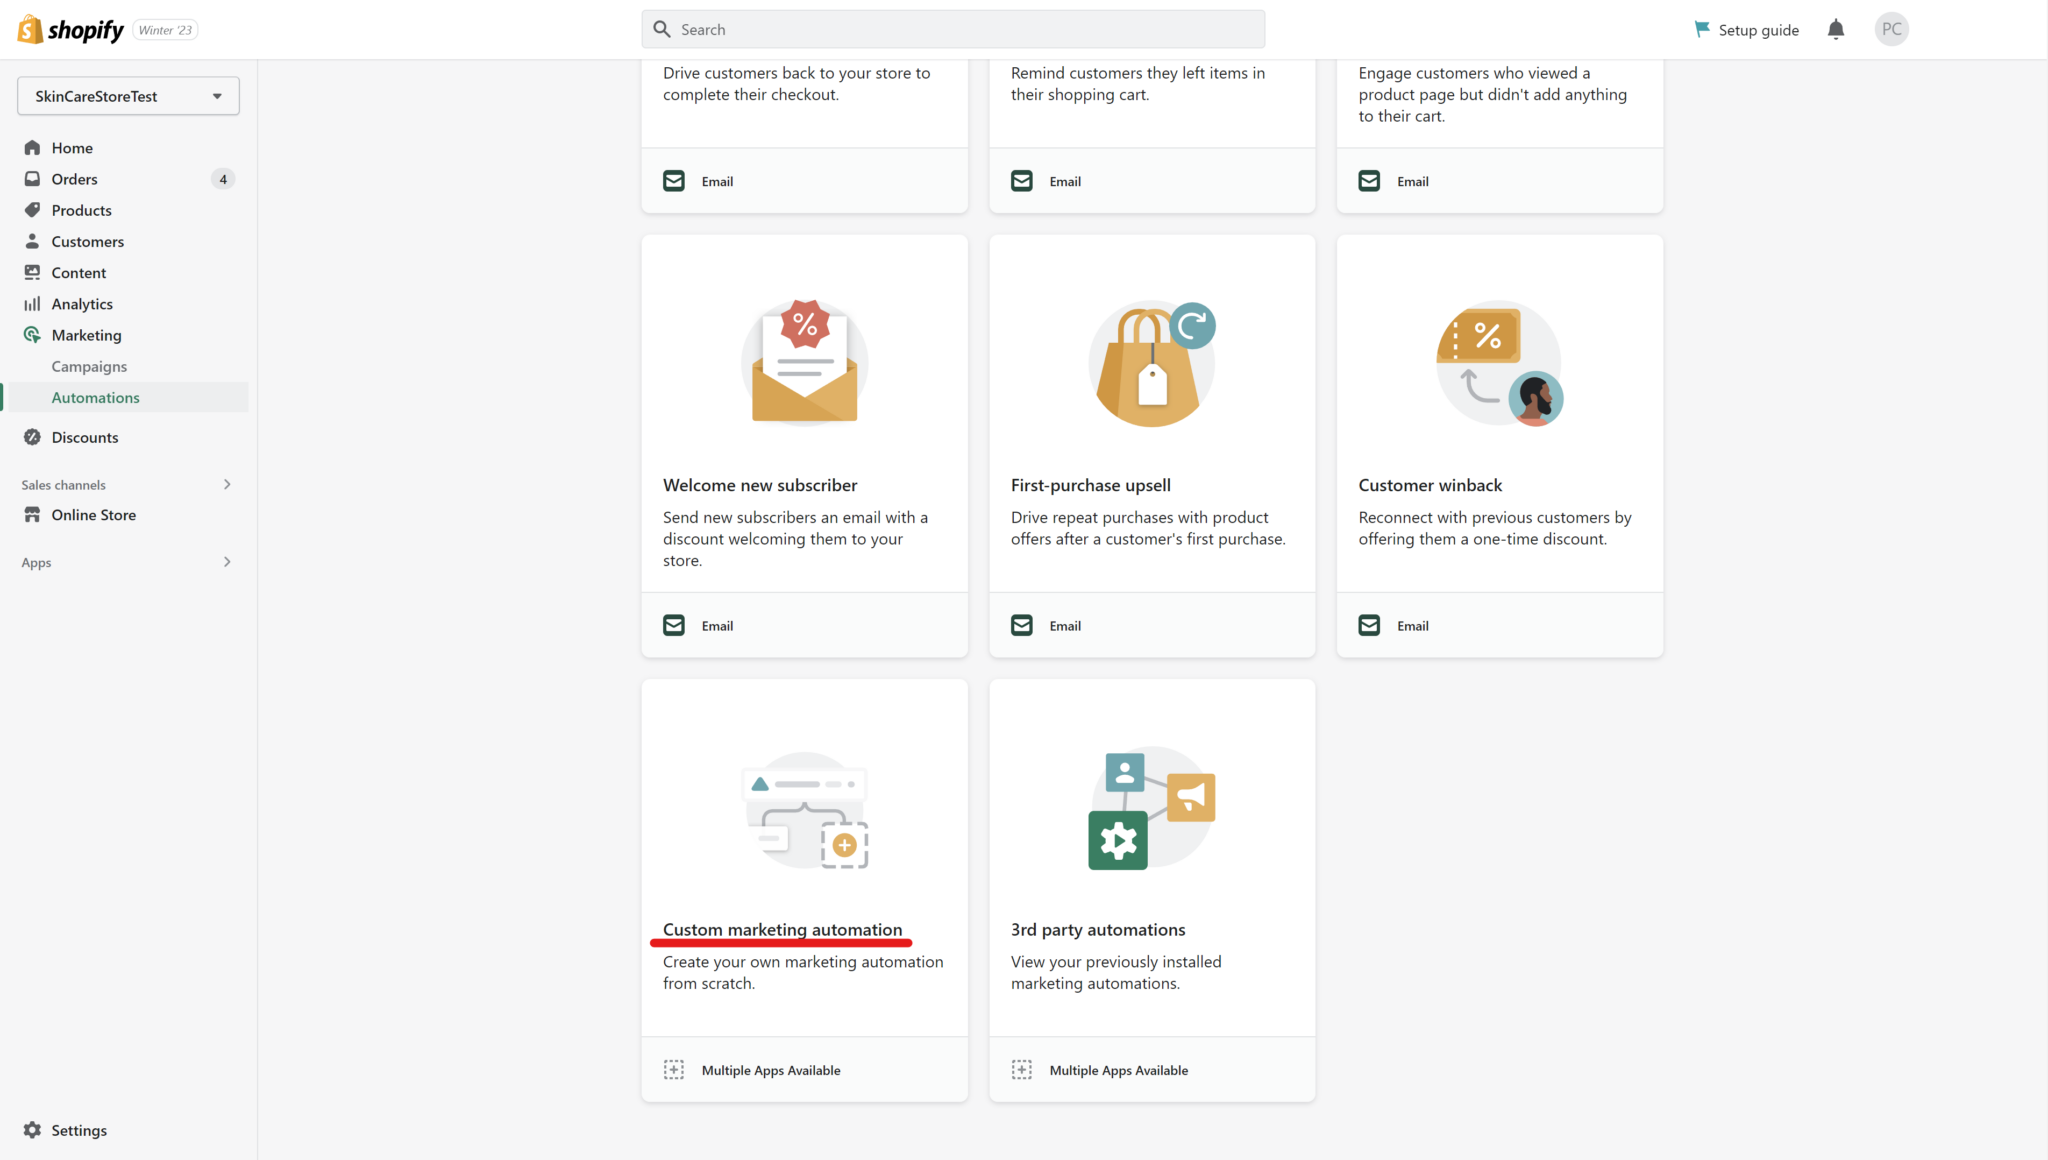 shopify
Winter '23
Search
Setup guide
PC
SkinCareStoreTest
Home
Orders
4
Products
Customers
Content
Analytics
Marketing
Campaigns
Automations
Discounts
Sales channels
Online Store
Apps
Settings
Drive customers back to your store to
complete their checkout.
Email
Remind customers they left items in
their shopping cart.
Email
Engage customers who viewed a
product page but didn't add anything
to their cart.
Email
%
Welcome new subscriber
Send new subscribers an email with a
discount welcoming them to your
store.
Email
First-purchase upsell
Drive repeat purchases with product
offers after a customer's first purchase.
Email
%
Customer winback
Reconnect with previous customers by
offering them a one-time discount.
Email
Custom marketing automation
Create your own marketing automation
from scratch.
Multiple Apps Available
3rd party automations
View your previously installed
marketing automations.
Multiple Apps Available